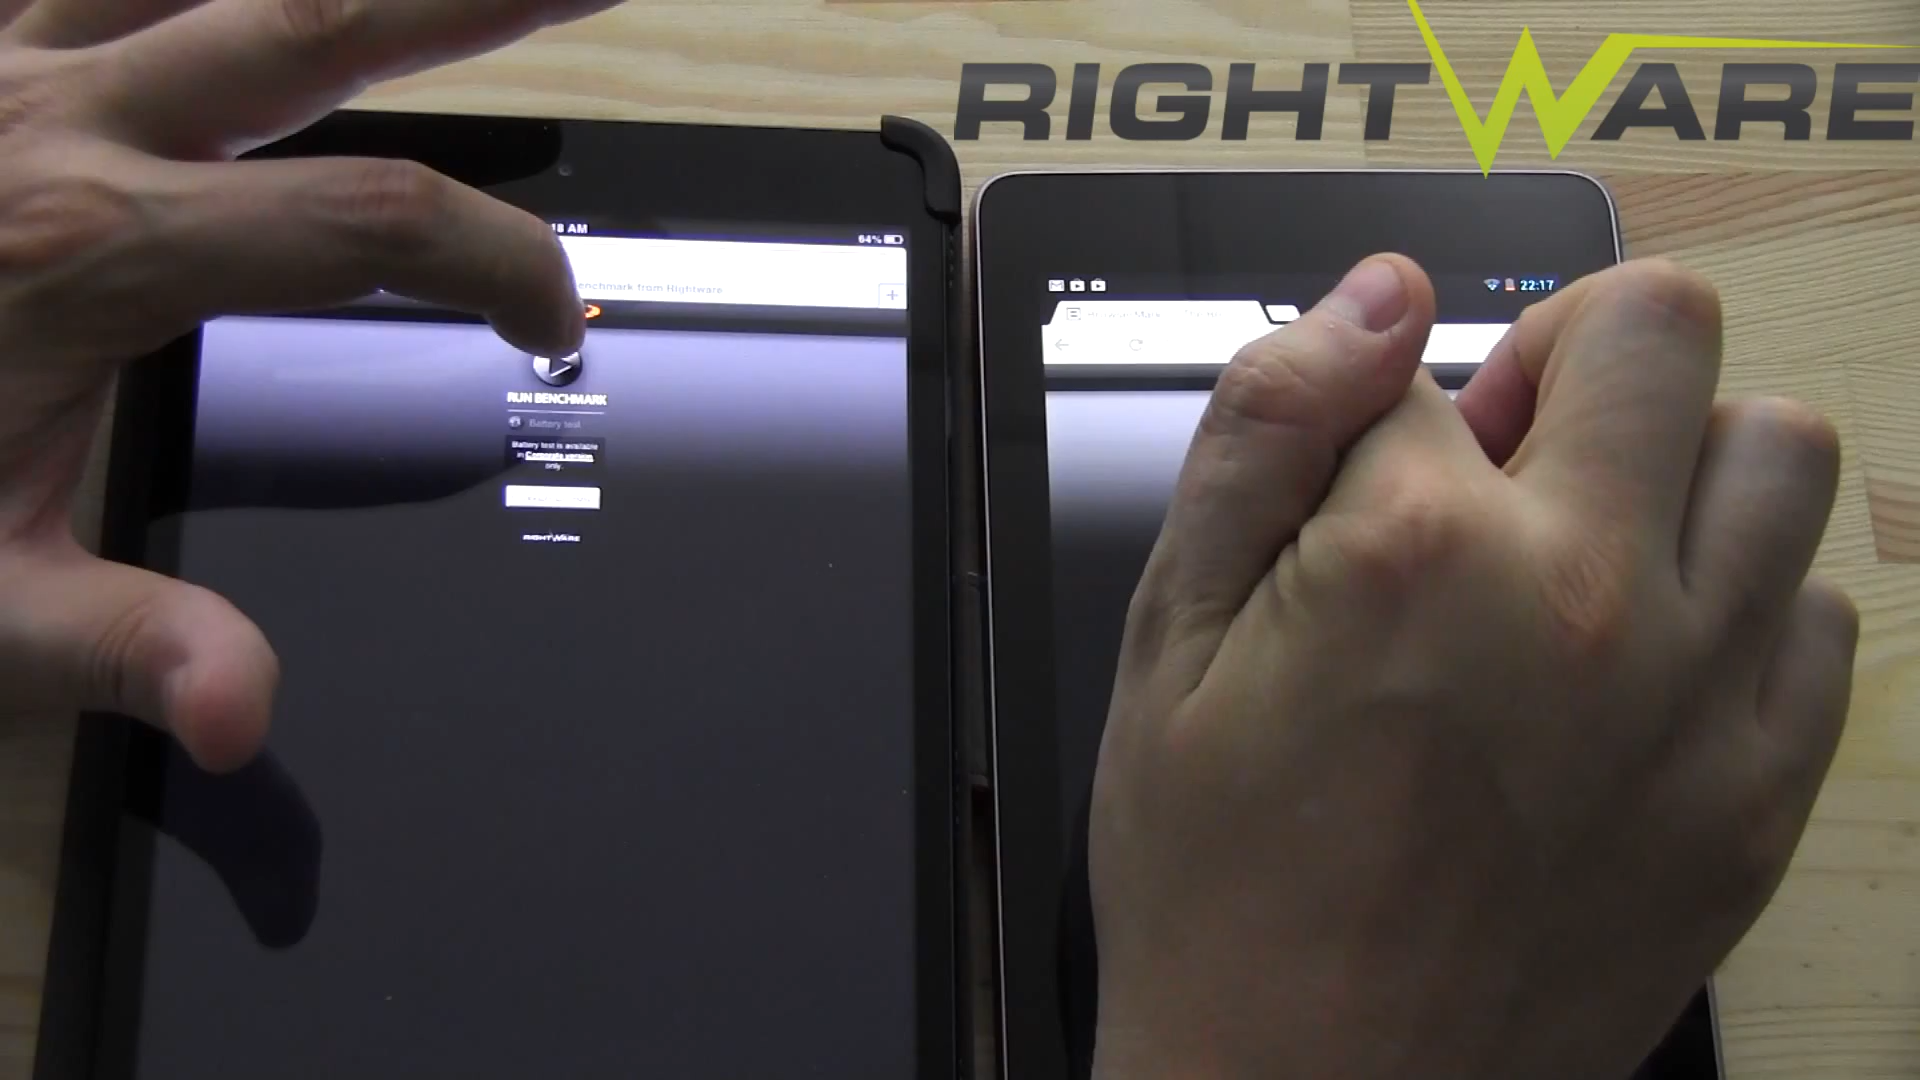 RIGHTWARE
18 AM
64%
enchmark from Rightware
22:17
RUN BENCHMARK
Battery test
Battery test is available
in Corporate version
only.
RIGHTWARE